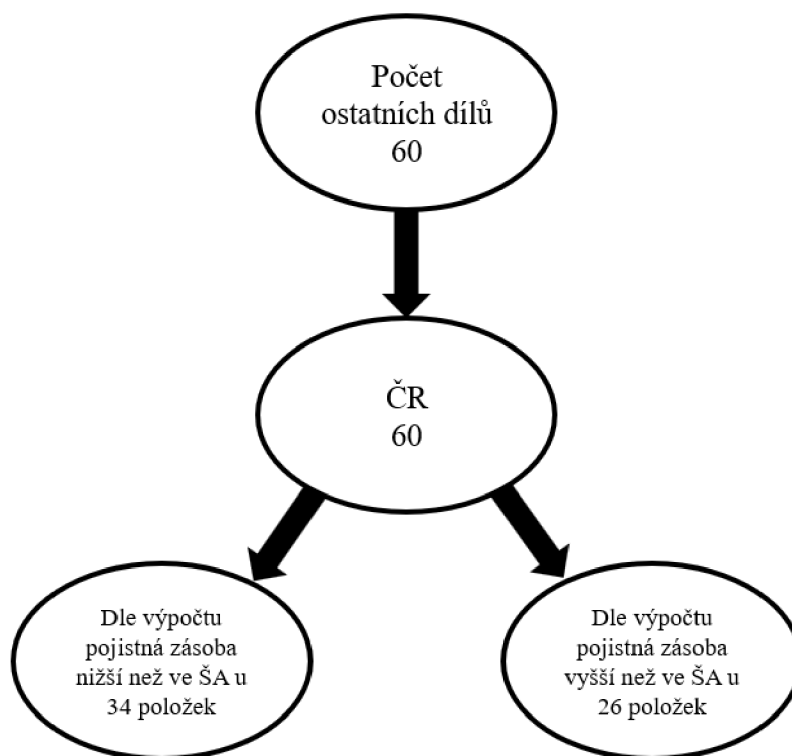 Počet
ostatních dílů
60
ČR
60
Dle výpočtu
pojistná zásoba
nižší než ve ŠA u
34 položek
Dle výpočtu
pojistná zásoba
vyšší než ve ŠA u
26 položek